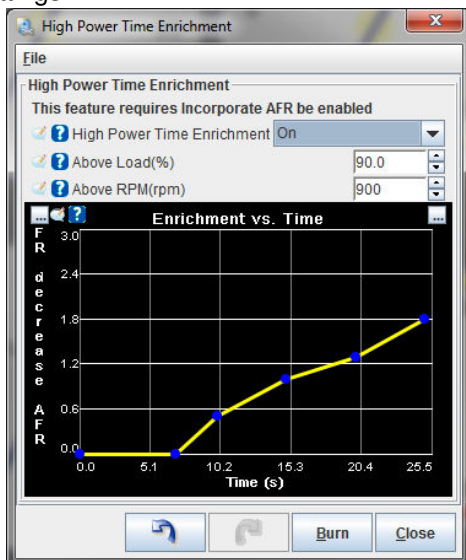 High Power Time Enrichment
File
High Power Time Enrichment
This feature requires Incorporate AFR be enabled
High Power Time Enrichment On
Above Load(%) 90.0
Above RPM(rpm) 900
... Enrichment vs. Time ...
FR decrease AFR
3.0
2.4
1.8
1.2
0.6
0.0
0.0 5.1 10.2 15.3 20.4 25.5
Time (s)
Burn Close